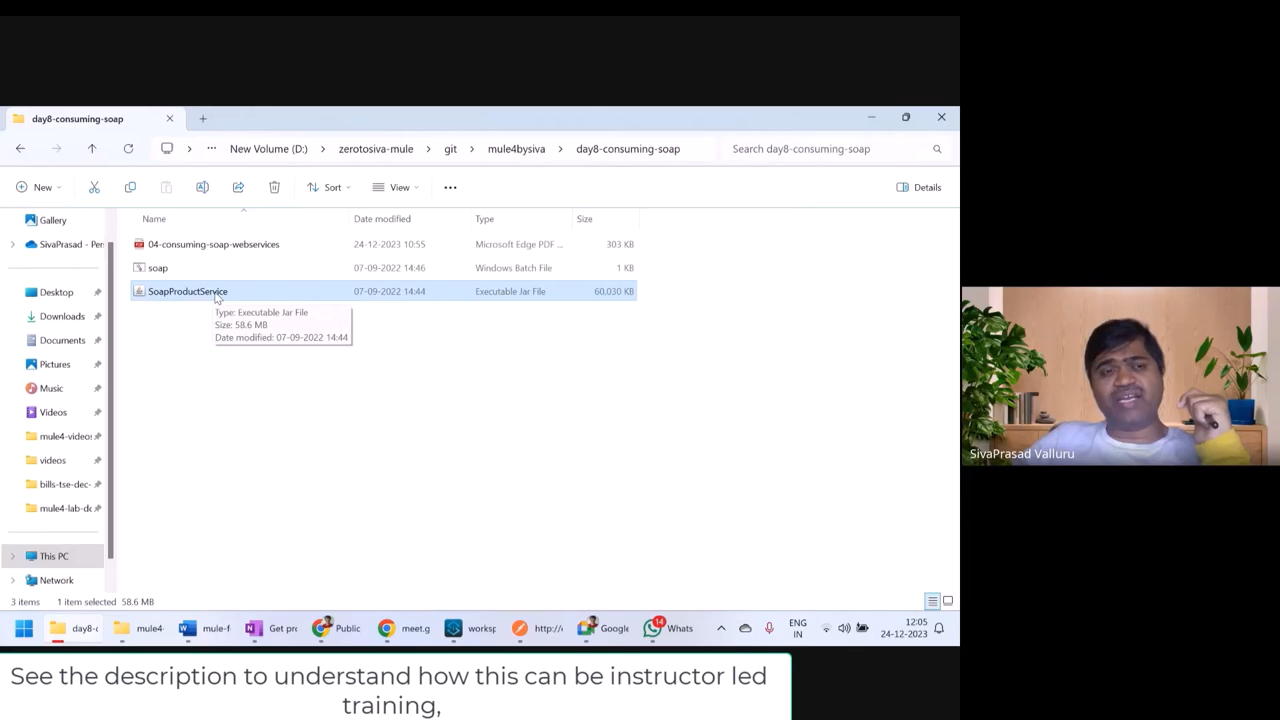 day8-consuming-soap
New Volume (D:) zerotosiva-mule git mule4bysiva day8-consuming-soap Search day8-consuming-soap
New Sort View Details
Name Date modified Type Size
04-consuming-soap-webservices 24-12-2023 10:55 Microsoft Edge PDF ... 303 KB
soap 07-09-2022 14:46 Windows Batch File 1 KB
SoapProductService 07-09-2022 14:44 Executable Jar File 60,030 KB
Type: Executable Jar File
Size: 58.6 MB
Date modified: 07-09-2022 14:44
Gallery
SivaPrasad - Per
Desktop
Downloads
Documents
Pictures
Music
Videos
mule4-videos
videos
bills-tse-dec-
mule4-lab-do
This PC
Network
3 items 1 item selected 58.6 MB
day8-c mule4- mule-f Get pro Public meet.g worksp http:// Google 14 Whats ENG IN 12:05 24-12-2023
SivaPrasad Valluru
See the description to understand how this can be instructor led
training,